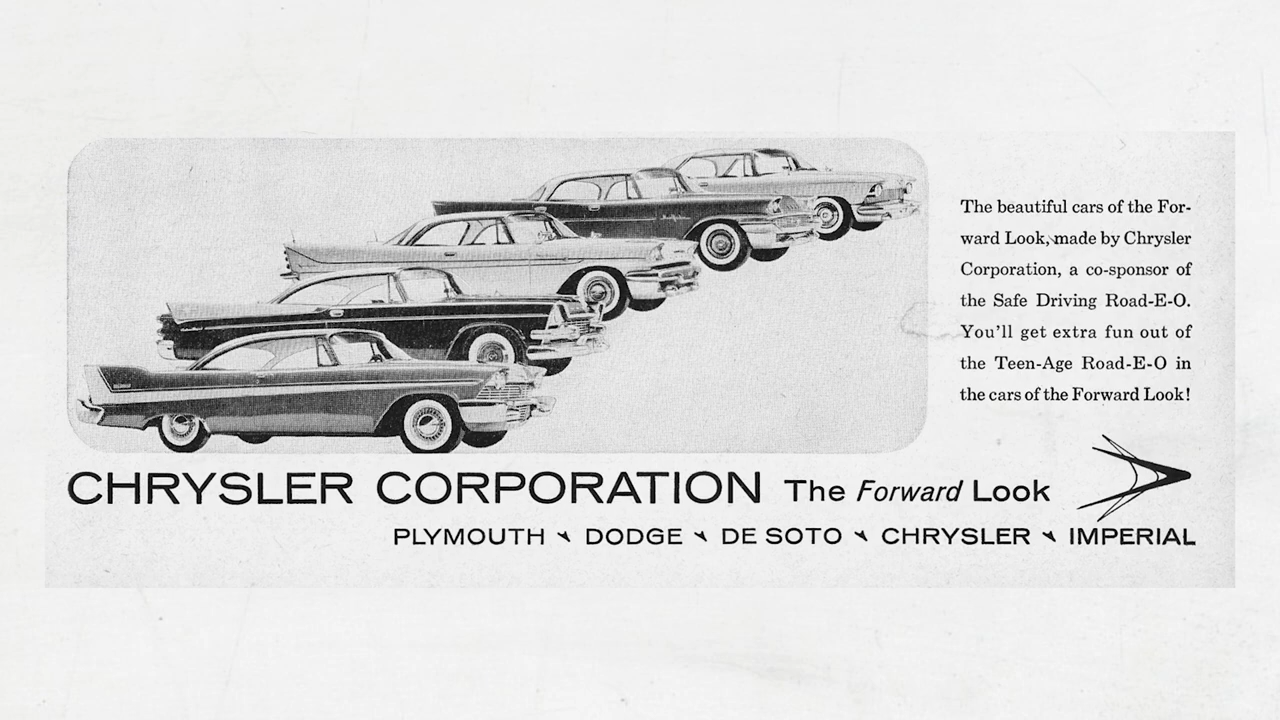 The beautiful cars of the For-
ward Look, made by Chrysler
Corporation, a co-sponsor of
the Safe Driving Road-E-O.
You'll get extra fun out of
the Teen-Age Road-E-O in
the cars of the Forward Look!
CHRYSLER CORPORATION The Forward Look
PLYMOUTH DODGE DE SOTO CHRYSLER IMPERIAL